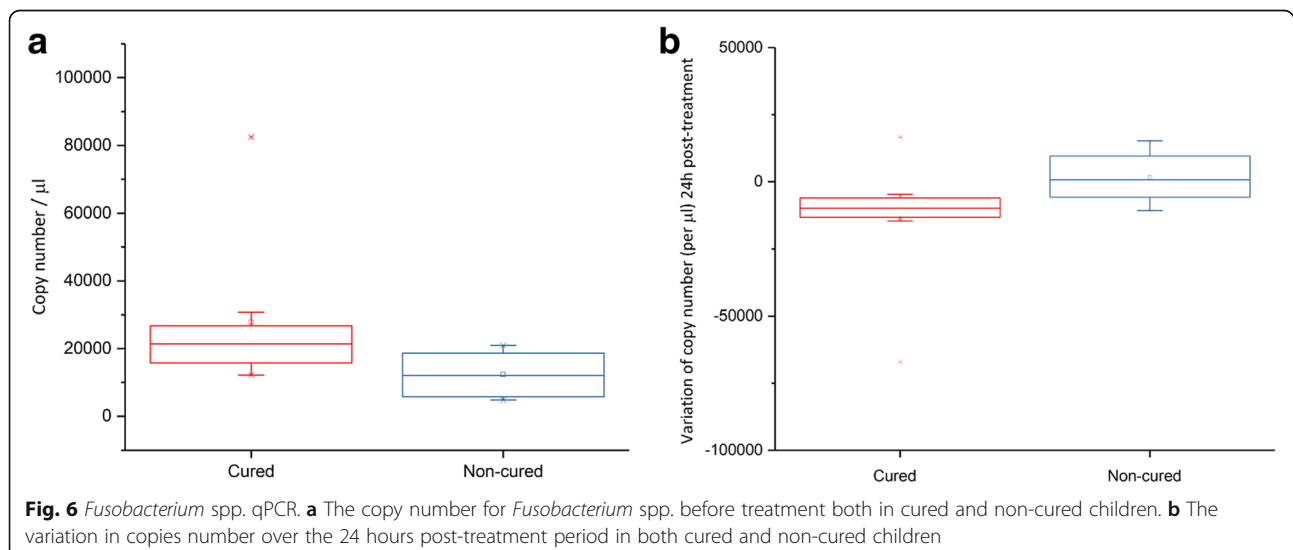 a
Copy number / µl
100000
80000
60000
40000
20000
0
Cured
Non-cured
b
Variation of copy number (per µl) 24h post-treatment
50000
0
-50000
-100000
Cured
Non-cured
Fig. 6 Fusobacterium spp. qPCR. a The copy number for Fusobacterium spp. before treatment both in cured and non-cured children. b The
variation in copies number over the 24 hours post-treatment period in both cured and non-cured children